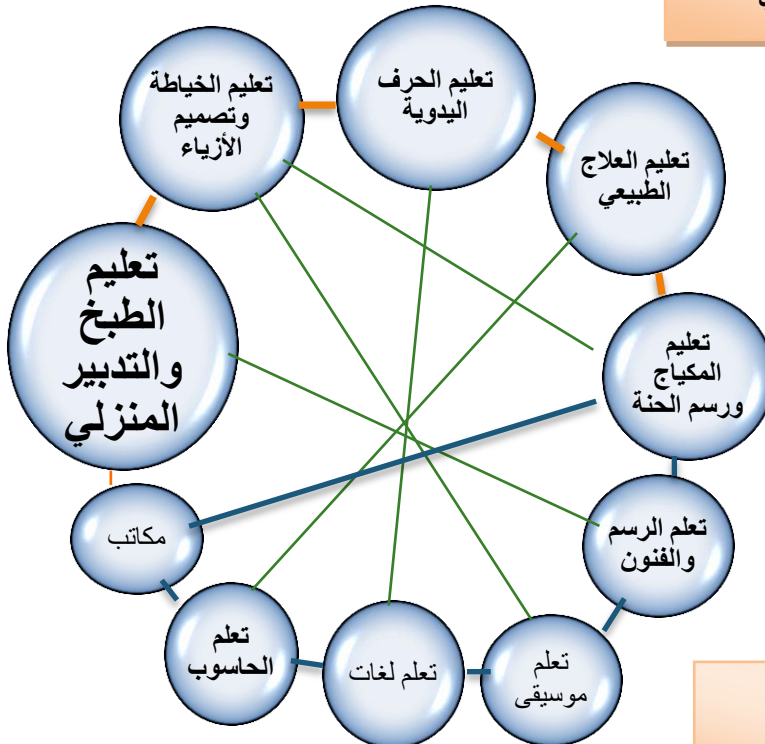 تعليم الحرف
اليدوية
تعليم العلاج
الطبيعي
تعليم
المكياج
ورسم الحنة
تعلم الرسم
والفنون
تعلم
موسيقى
تعلم لغات
تعلم
الحاسوب
مكاتب
تعليم
الطبخ
والتدبير
المنزلي
تعليم الخياطة
وتصميم
الأزياء